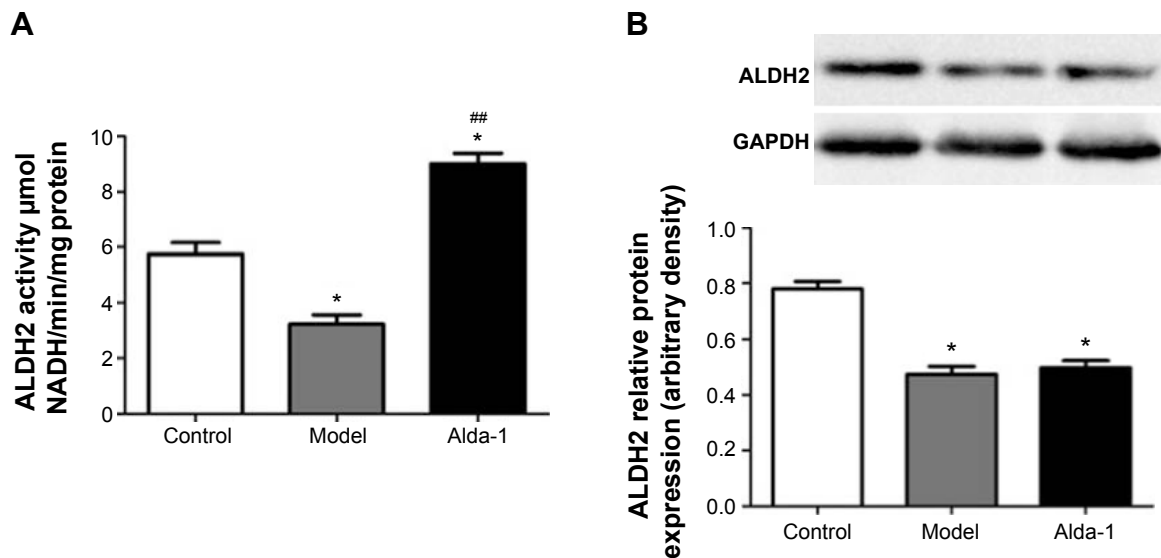 A
ALDH2 activity µmol
NADH/min/mg protein
10
8
6
4
2
0
*
##
*
Control Model Alda-1
B
ALDH2
GAPDH
ALDH2 relative protein
expression (arbitrary density)
1.0
0.8
0.6
0.4
0.2
0.0
* *
Control Model Alda-1